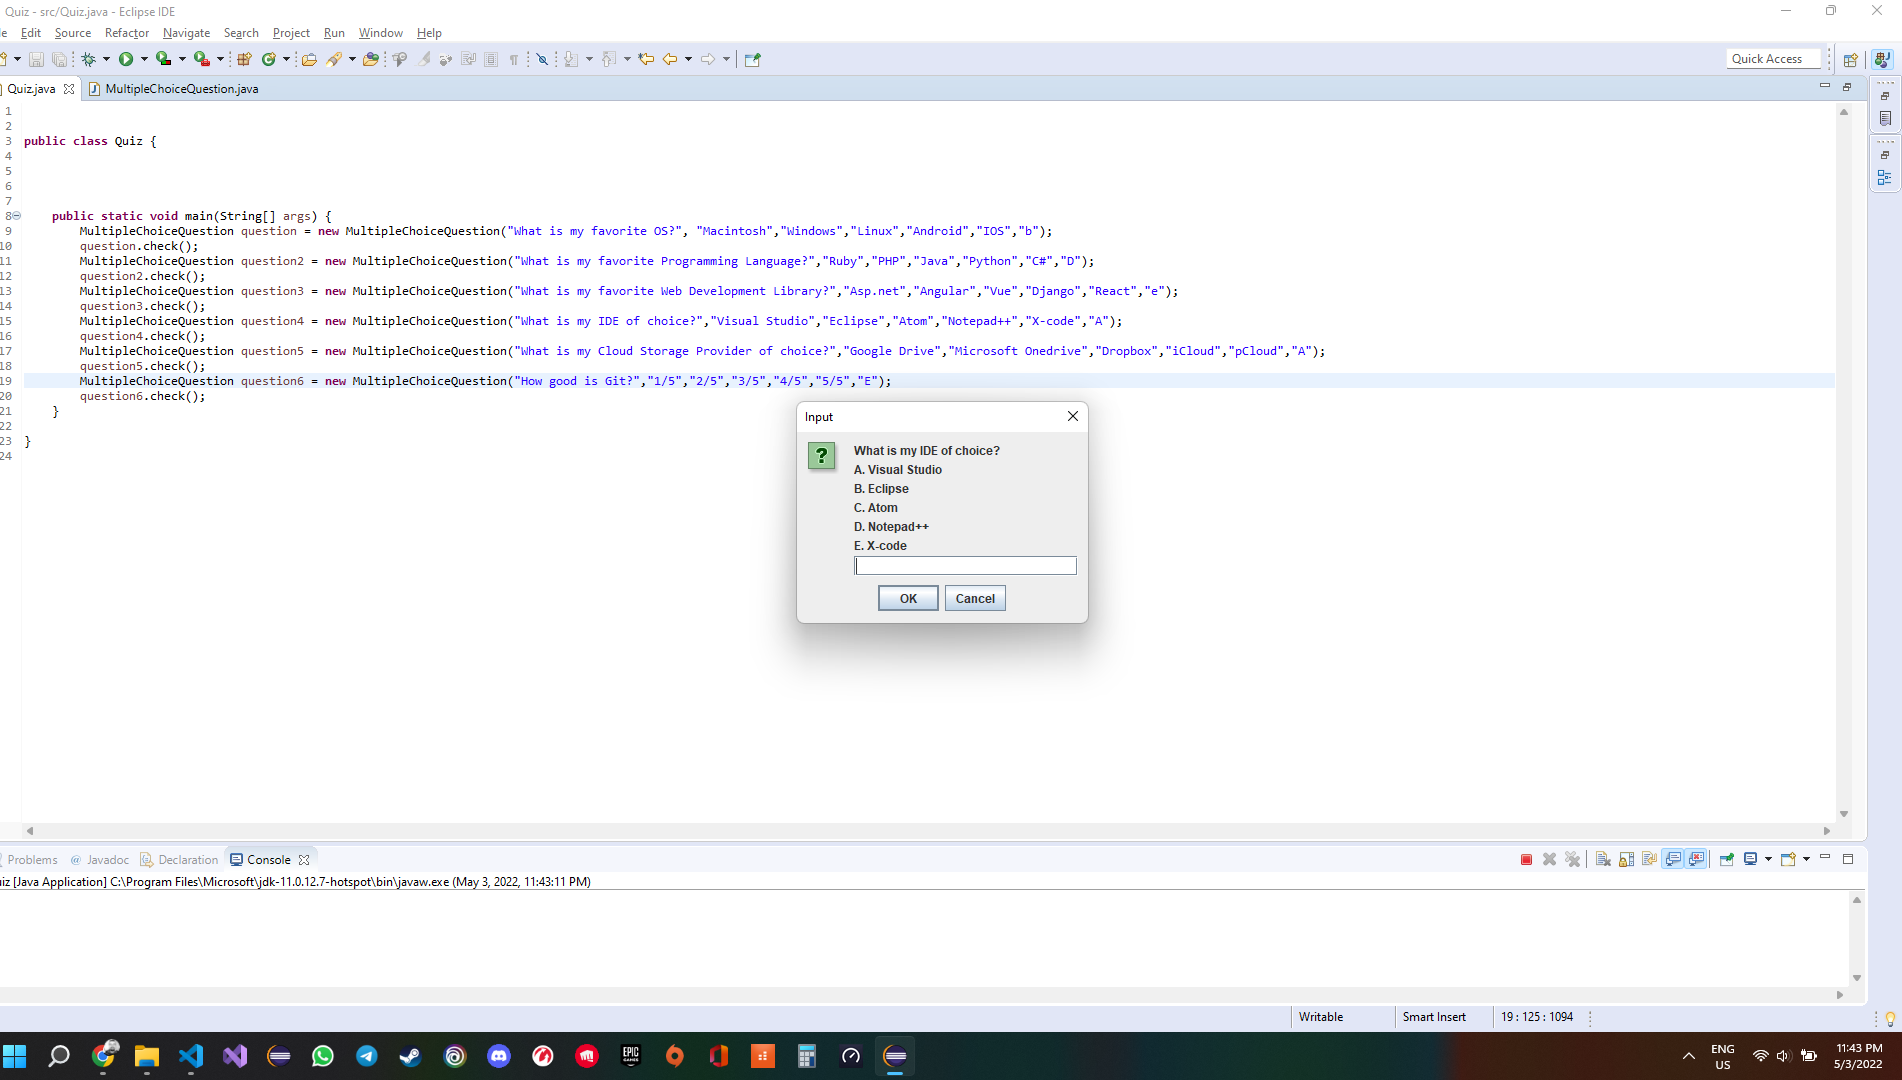 Quiz - src/Quiz.java - Eclipse IDE
Edit Source Refactor Navigate Search Project Run Window Help
Quick Access
Quiz.java MultipleChoiceQuestion.java
1
2
3 public class Quiz {
4
5
6
7
8 public static void main(String[] args) {
9 MultipleChoiceQuestion question = new MultipleChoiceQuestion("What is my favorite OS?", "Macintosh","Windows","Linux","Android","IOS","b");
10 question.check();
11 MultipleChoiceQuestion question2 = new MultipleChoiceQuestion("What is my favorite Programming Language?","Ruby","PHP","Java","Python","C#","D");
12 question2.check();
13 MultipleChoiceQuestion question3 = new MultipleChoiceQuestion("What is my favorite Web Development Library?","Asp.net","Angular","Vue","Django","React","e");
14 question3.check();
15 MultipleChoiceQuestion question4 = new MultipleChoiceQuestion("What is my IDE of choice?","Visual Studio","Eclipse","Atom","Notepad++","X-code","A");
16 question4.check();
17 MultipleChoiceQuestion question5 = new MultipleChoiceQuestion("What is my Cloud Storage Provider of choice?","Google Drive","Microsoft Onedrive","Dropbox","iCloud","pCloud","A");
18 question5.check();
19 MultipleChoiceQuestion question6 = new MultipleChoiceQuestion("How good is Git?","1/5","2/5","3/5","4/5","5/5","E");
20 question6.check();
21 }
22
23 }
24
Input
What is my IDE of choice?
A. Visual Studio
B. Eclipse
C. Atom
D. Notepad++
E. X-code
OK Cancel
Problems @ Javadoc Declaration Console
iz [Java Application] C:\Program Files\Microsoft\jdk-11.0.12.7-hotspot\bin\javaw.exe (May 3, 2022, 11:43:11 PM)
Writable Smart Insert 19 : 125 : 1094
EPIC GAMES
ENG
US
11:43 PM
5/3/2022